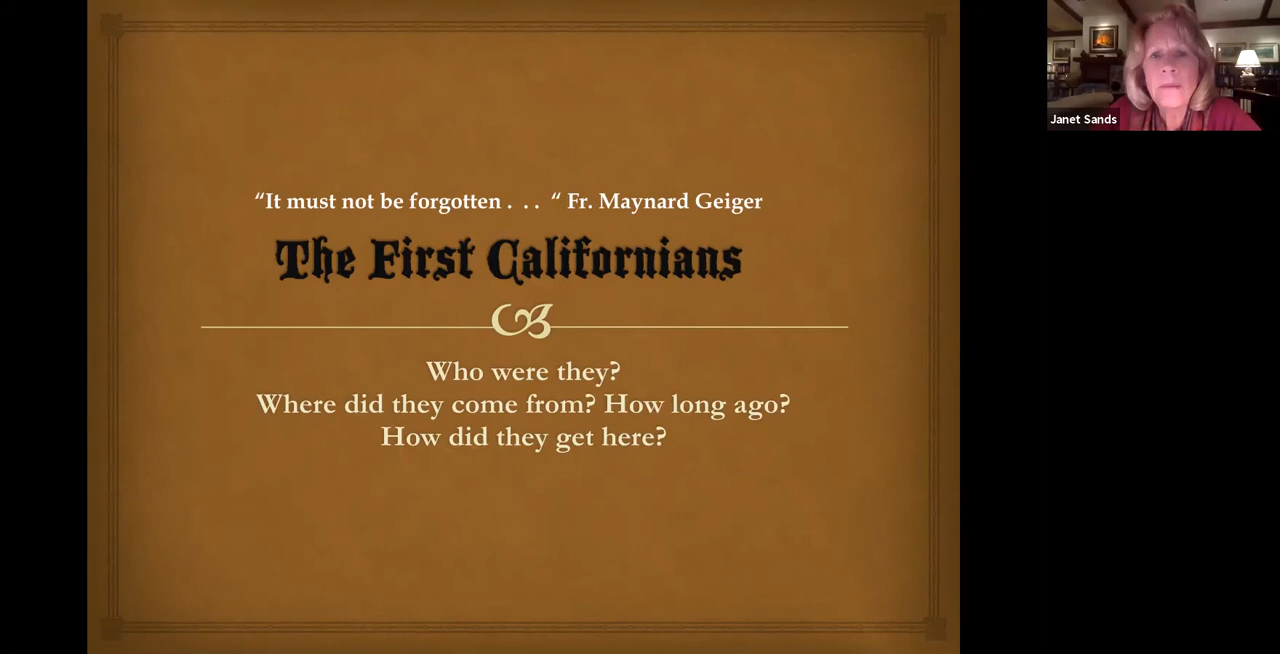 “It must not be forgotten . . . “ Fr. Maynard Geiger
The First Californians
Who were they?
Where did they come from? How long ago?
How did they get here?
Janet Sands